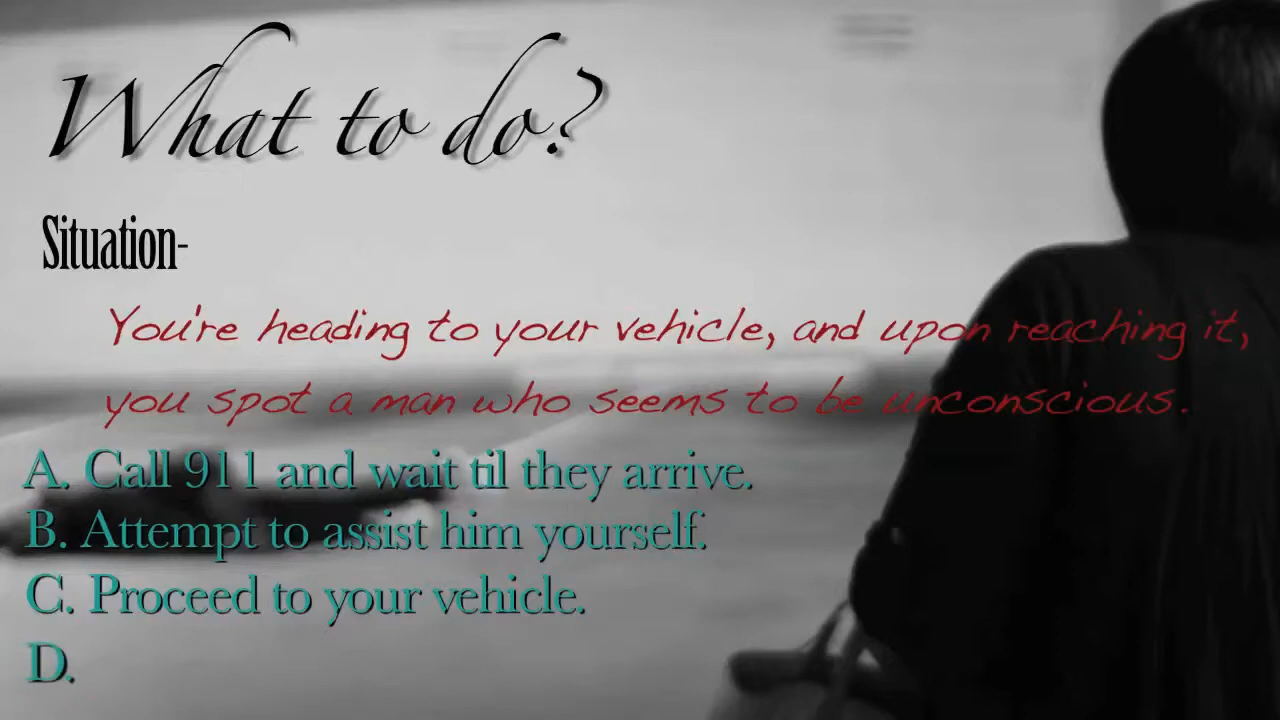 What to do?
Situation-
You're heading to your vehicle, and upon reaching it,
you spot a man who seems to be unconscious.
A. Call 911 and wait til they arrive.
B. Attempt to assist him yourself.
C. Proceed to your vehicle.
D.